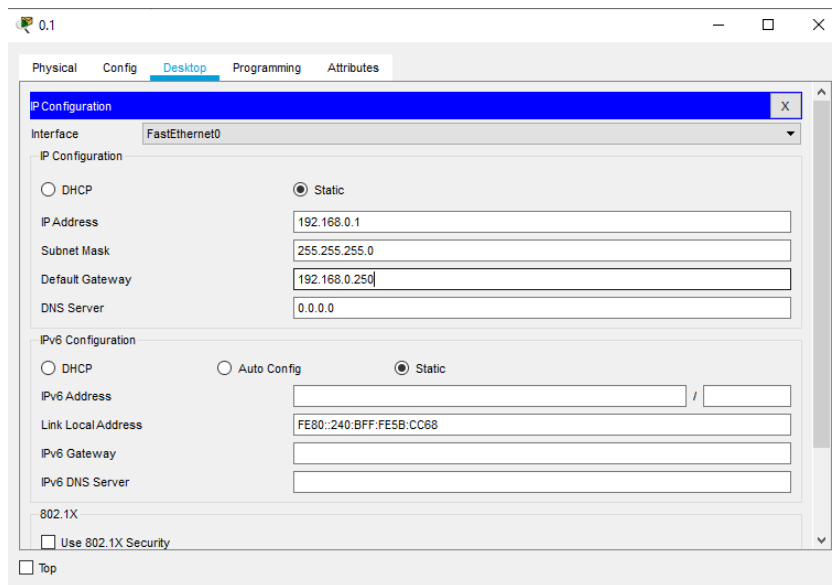 0.1
Physical Config Desktop Programming Attributes
IP Configuration X
Interface FastEthernet0
IP Configuration
DHCP Static
IP Address 192.168.0.1
Subnet Mask 255.255.255.0
Default Gateway 192.168.0.250
DNS Server 0.0.0.0
IPv6 Configuration
DHCP Auto Config Static
IPv6 Address /
Link Local Address FE80::240:BFF:FE5B:CC68
IPv6 Gateway
IPv6 DNS Server
802.1X
Use 802.1X Security
Top